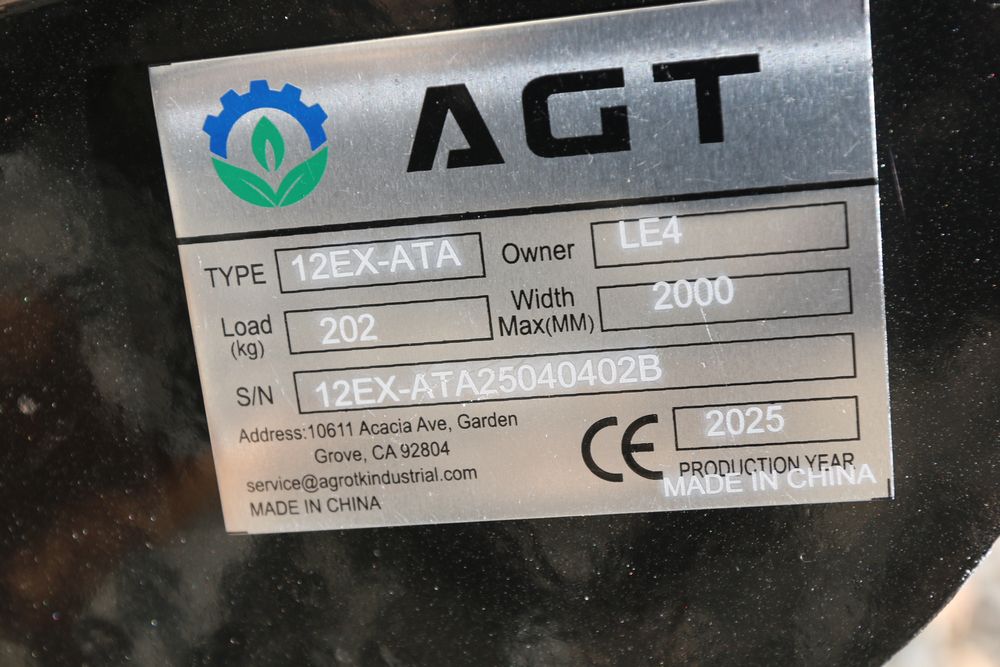 AGT
TYPE 12EX-ATA Owner LE4
Load (kg) 202 Width Max(MM) 2000
S/N 12EX-ATA25040402B
Address:10611 Acacia Ave, Garden
Grove, CA 92804
service@agrotkindustrial.com
MADE IN CHINA
CE 2025
PRODUCTION YEAR
MADE IN CHINA